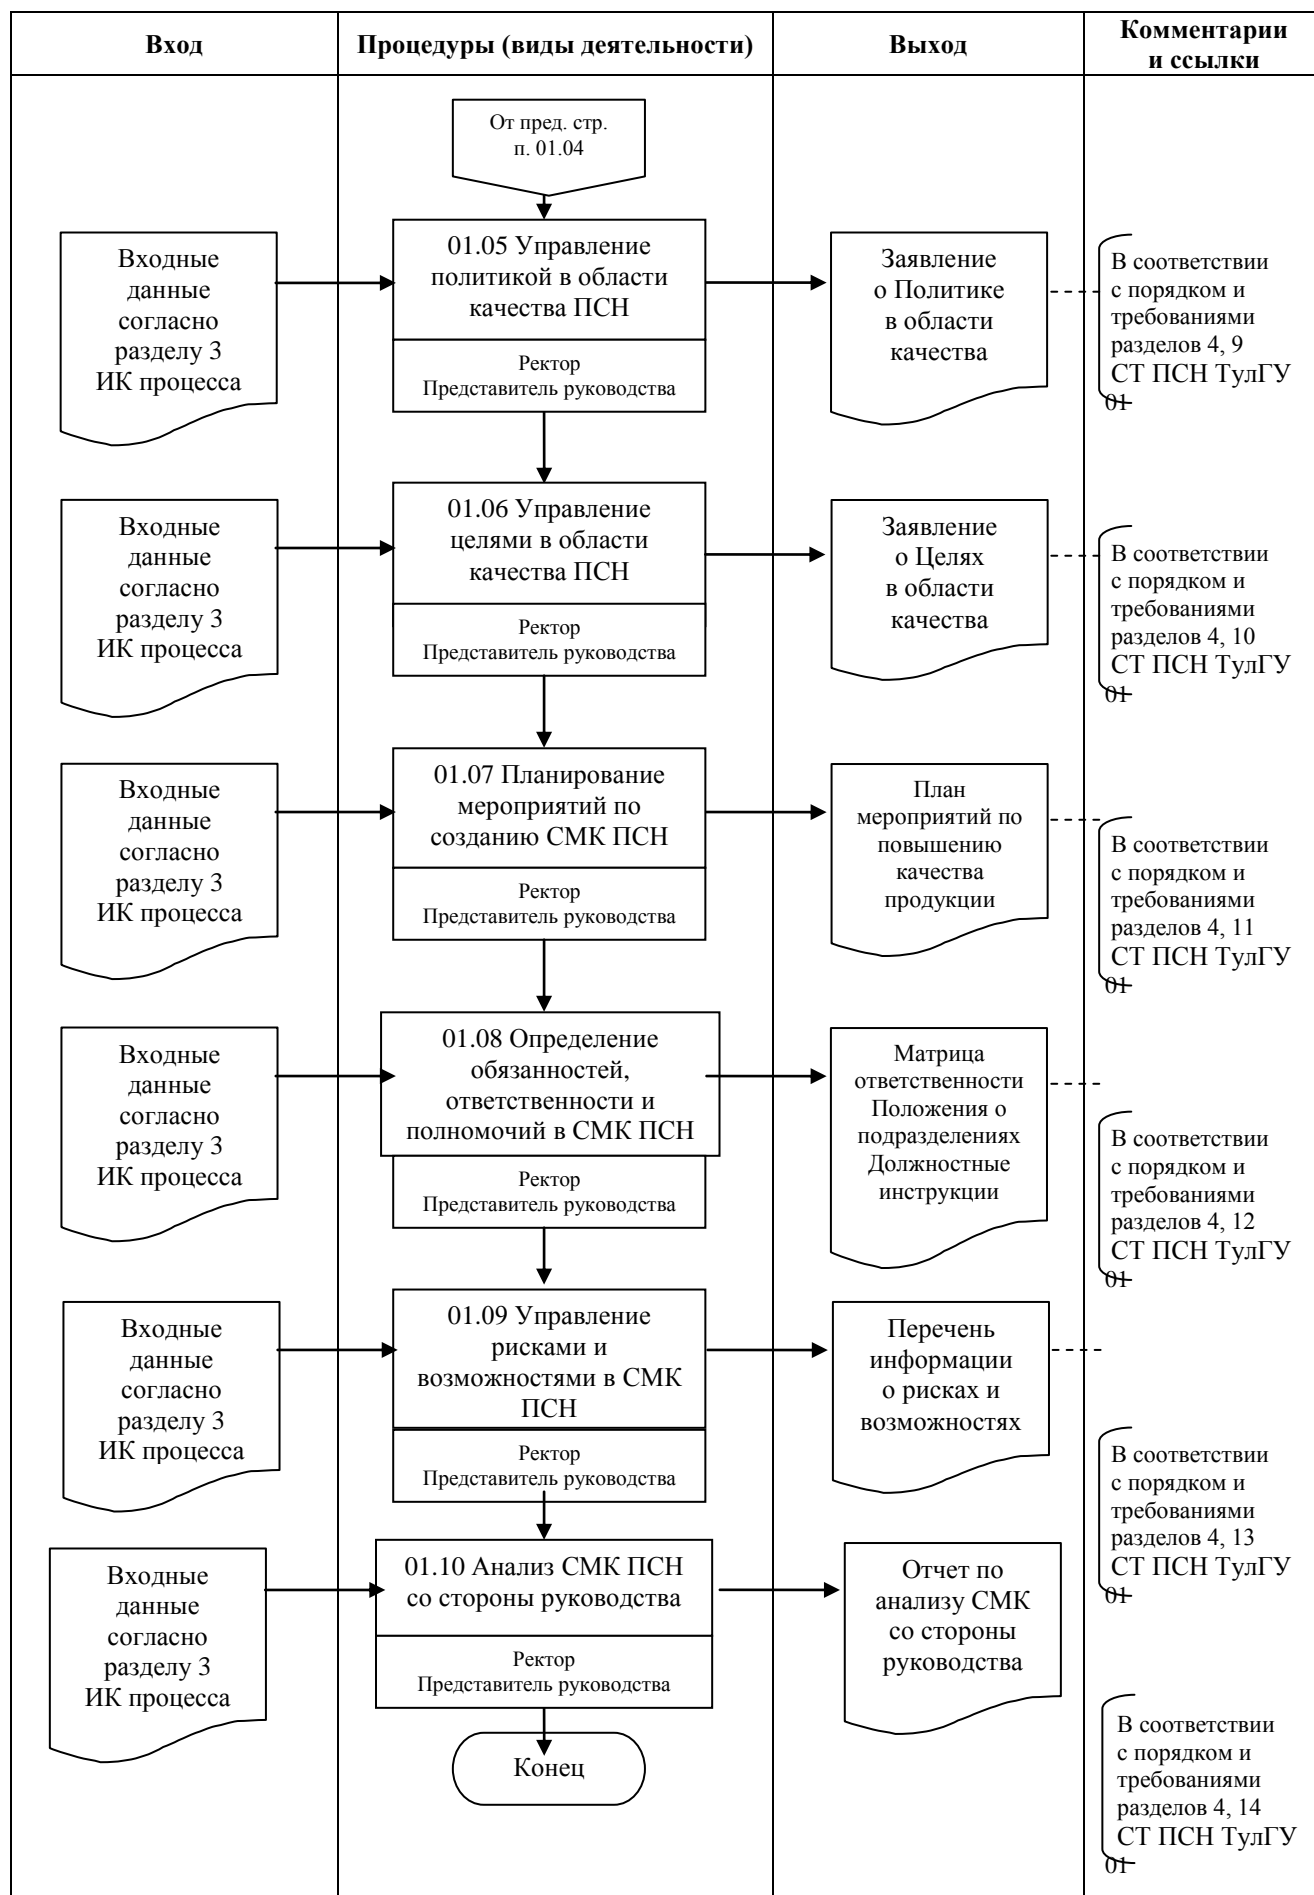 Вход
Процедуры (виды деятельности)
Выход
Комментарии
и ссылки
От пред. стр.
п. 01.04
Входные
данные
согласно
разделу 3
ИК процесса
01.05 Управление
политикой в области
качества ПСН
Ректор
Представитель руководства
Заявление
о Политике
в области
качества
В соответствии
с порядком и
требованиями
разделов 4, 9
СТ ПСН ТулГУ
01
Входные
данные
согласно
разделу 3
ИК процесса
01.06 Управление
целями в области
качества ПСН
Ректор
Представитель руководства
Заявление
о Целях
в области
качества
В соответствии
с порядком и
требованиями
разделов 4, 10
СТ ПСН ТулГУ
01
Входные
данные
согласно
разделу 3
ИК процесса
01.07 Планирование
мероприятий по
созданию СМК ПСН
Ректор
Представитель руководства
План
мероприятий по
повышению
качества
продукции
В соответствии
с порядком и
требованиями
разделов 4, 11
СТ ПСН ТулГУ
01
Входные
данные
согласно
разделу 3
ИК процесса
01.08 Определение
обязанностей,
ответственности и
полномочий в СМК ПСН
Ректор
Представитель руководства
Матрица
ответственности
Положения о
подразделениях
Должностные
инструкции
В соответствии
с порядком и
требованиями
разделов 4, 12
СТ ПСН ТулГУ
01
Входные
данные
согласно
разделу 3
ИК процесса
01.09 Управление
рисками и
возможностями в СМК
ПСН
Ректор
Представитель руководства
Перечень
информации
о рисках и
возможностях
В соответствии
с порядком и
требованиями
разделов 4, 13
СТ ПСН ТулГУ
01
Входные
данные
согласно
разделу 3
ИК процесса
01.10 Анализ СМК ПСН
со стороны руководства
Ректор
Представитель руководства
Отчет по
анализу СМК
со стороны
руководства
В соответствии
с порядком и
требованиями
разделов 4, 14
СТ ПСН ТулГУ
01
Конец